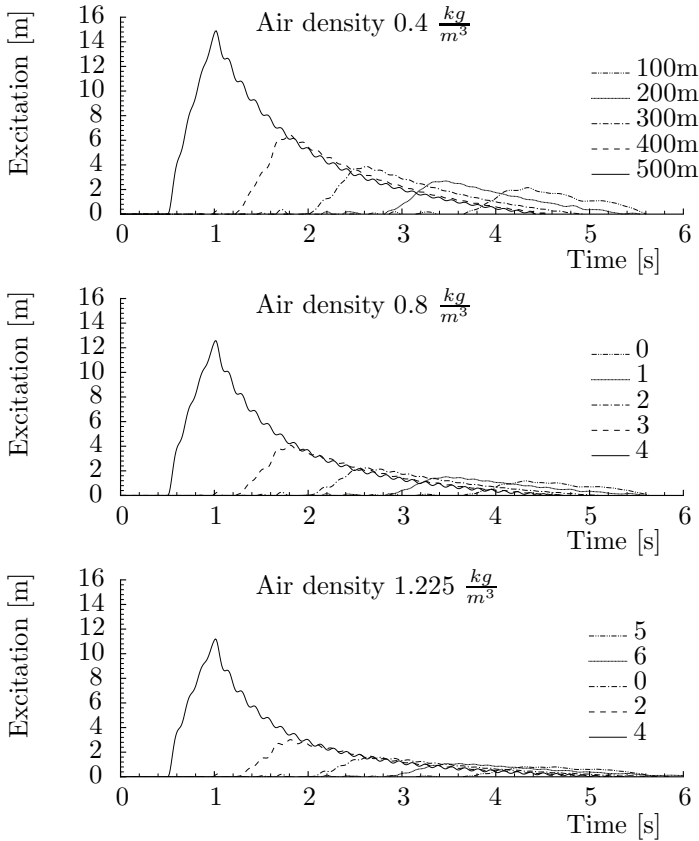 Air density 0.4 kg/m³
Excitation [m]
16
14
12
10
8
6
4
2
0
100m
200m
300m
400m
500m
0 1 2 3 4 5 6
Time [s]
Air density 0.8 kg/m³
Excitation [m]
16
14
12
10
8
6
4
2
0
0
1
2
3
4
0 1 2 3 4 5 6
Time [s]
Air density 1.225 kg/m³
Excitation [m]
16
14
12
10
8
6
4
2
0
5
6
0
2
4
0 1 2 3 4 5 6
Time [s]